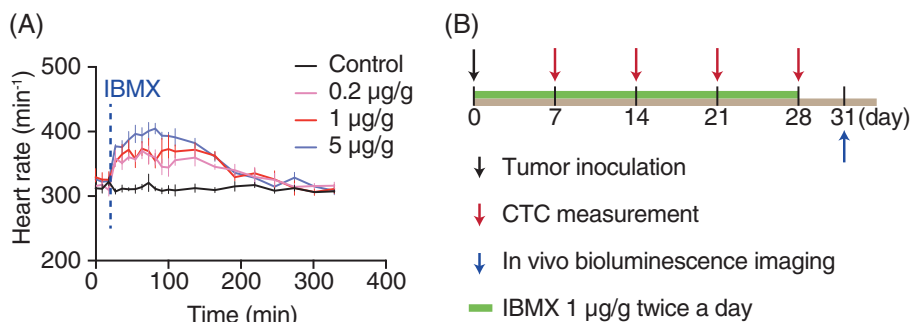 (A)
500
400
300
200
Heart rate (min⁻¹)
IBMX
Control
0.2 µg/g
1 µg/g
5 µg/g
0 100 200 300 400
Time (min)
(B)
0 7 14 21 28 31 (day)
Tumor inoculation
CTC measurement
In vivo bioluminescence imaging
IBMX 1 µg/g twice a day